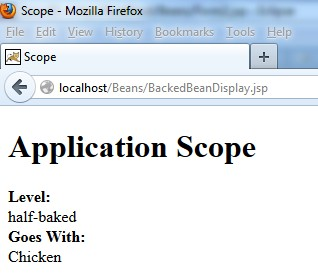 Scope - Mozilla Firefox
File Edit View History Bookmarks Tools Help
Scope
localhost/Beans/BackedBeanDisplay.jsp
Application Scope
Level:
half-baked
Goes With:
Chicken